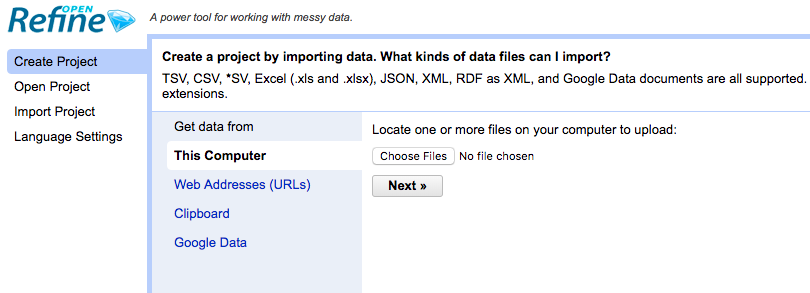 OPEN
Refine
A power tool for working with messy data.
Create Project
Open Project
Import Project
Language Settings
Create a project by importing data. What kinds of data files can I import?
TSV, CSV, *SV, Excel (.xls and .xlsx), JSON, XML, RDF as XML, and Google Data documents are all supported.
extensions.
Get data from
This Computer
Web Addresses (URLs)
Clipboard
Google Data
Locate one or more files on your computer to upload:
Choose Files No file chosen
Next »